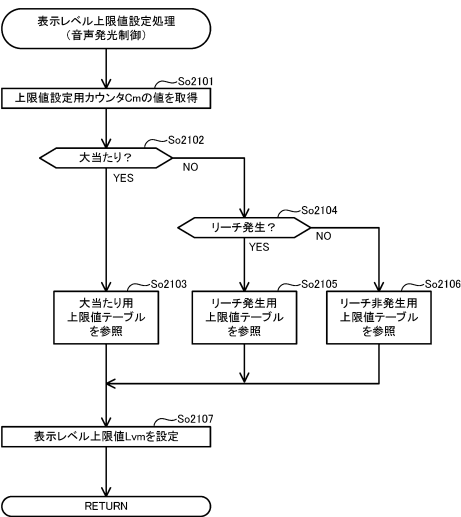 表示レベル上限値設定処理
（音声発光制御）
So2101
上限値設定用カウンタCmの値を取得
So2102
大当たり？
NO
YES
So2104
リーチ発生？
NO
YES
So2103
大当たり用
上限値テーブル
を参照
So2105
リーチ発生用
上限値テーブル
を参照
So2106
リーチ非発生用
上限値テーブル
を参照
So2107
表示レベル上限値Lvmを設定
RETURN